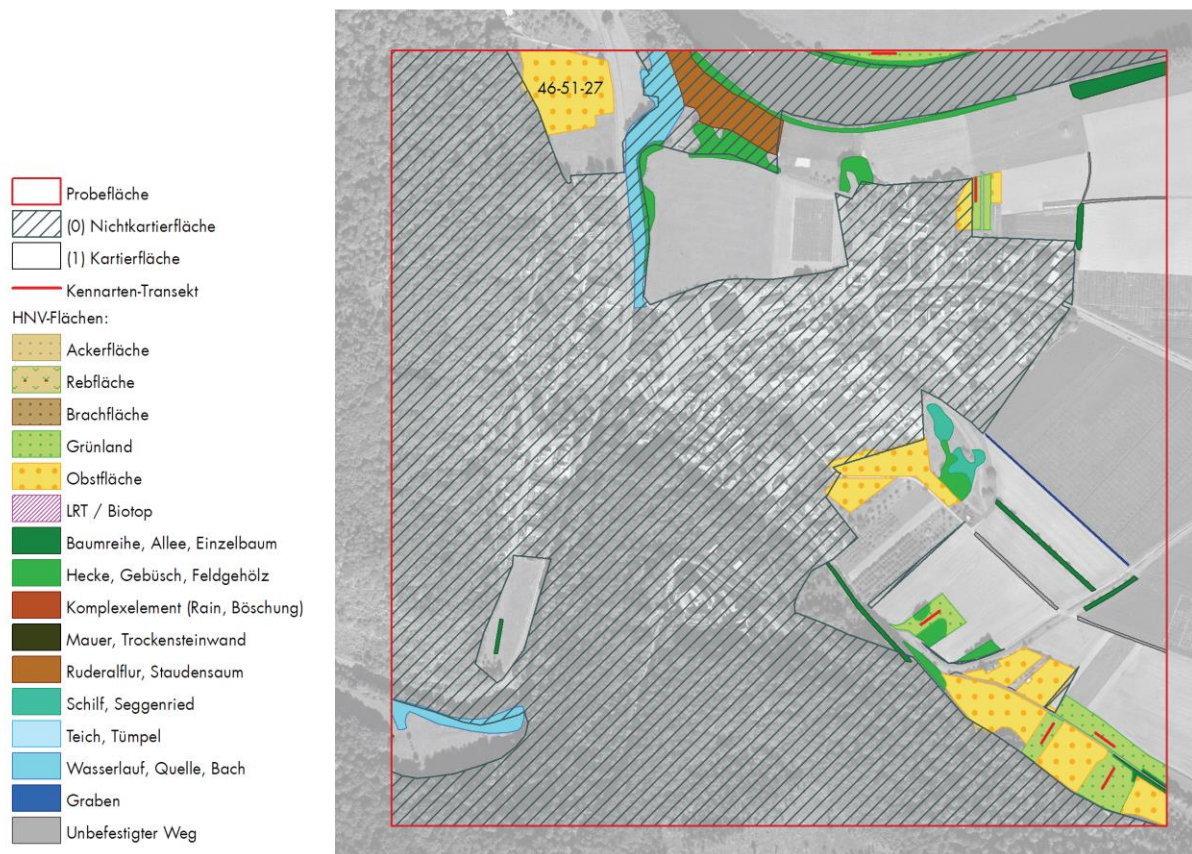 46-51-27
Probefläche
(0) Nichtkartierfläche
(1) Kartierfläche
Kennarten-Transekt
HNV-Flächen:
Ackerfläche
Rebfläche
Brachfläche
Grünland
Obstfläche
LRT / Biotop
Baumreihe, Allee, Einzelbaum
Hecke, Gebüsch, Feldgehölz
Komplexelement (Rain, Böschung)
Mauer, Trockensteinwand
Ruderalflur, Staudensaum
Schilf, Seggenried
Teich, Tümpel
Wasserlauf, Quelle, Bach
Graben
Unbefestigter Weg